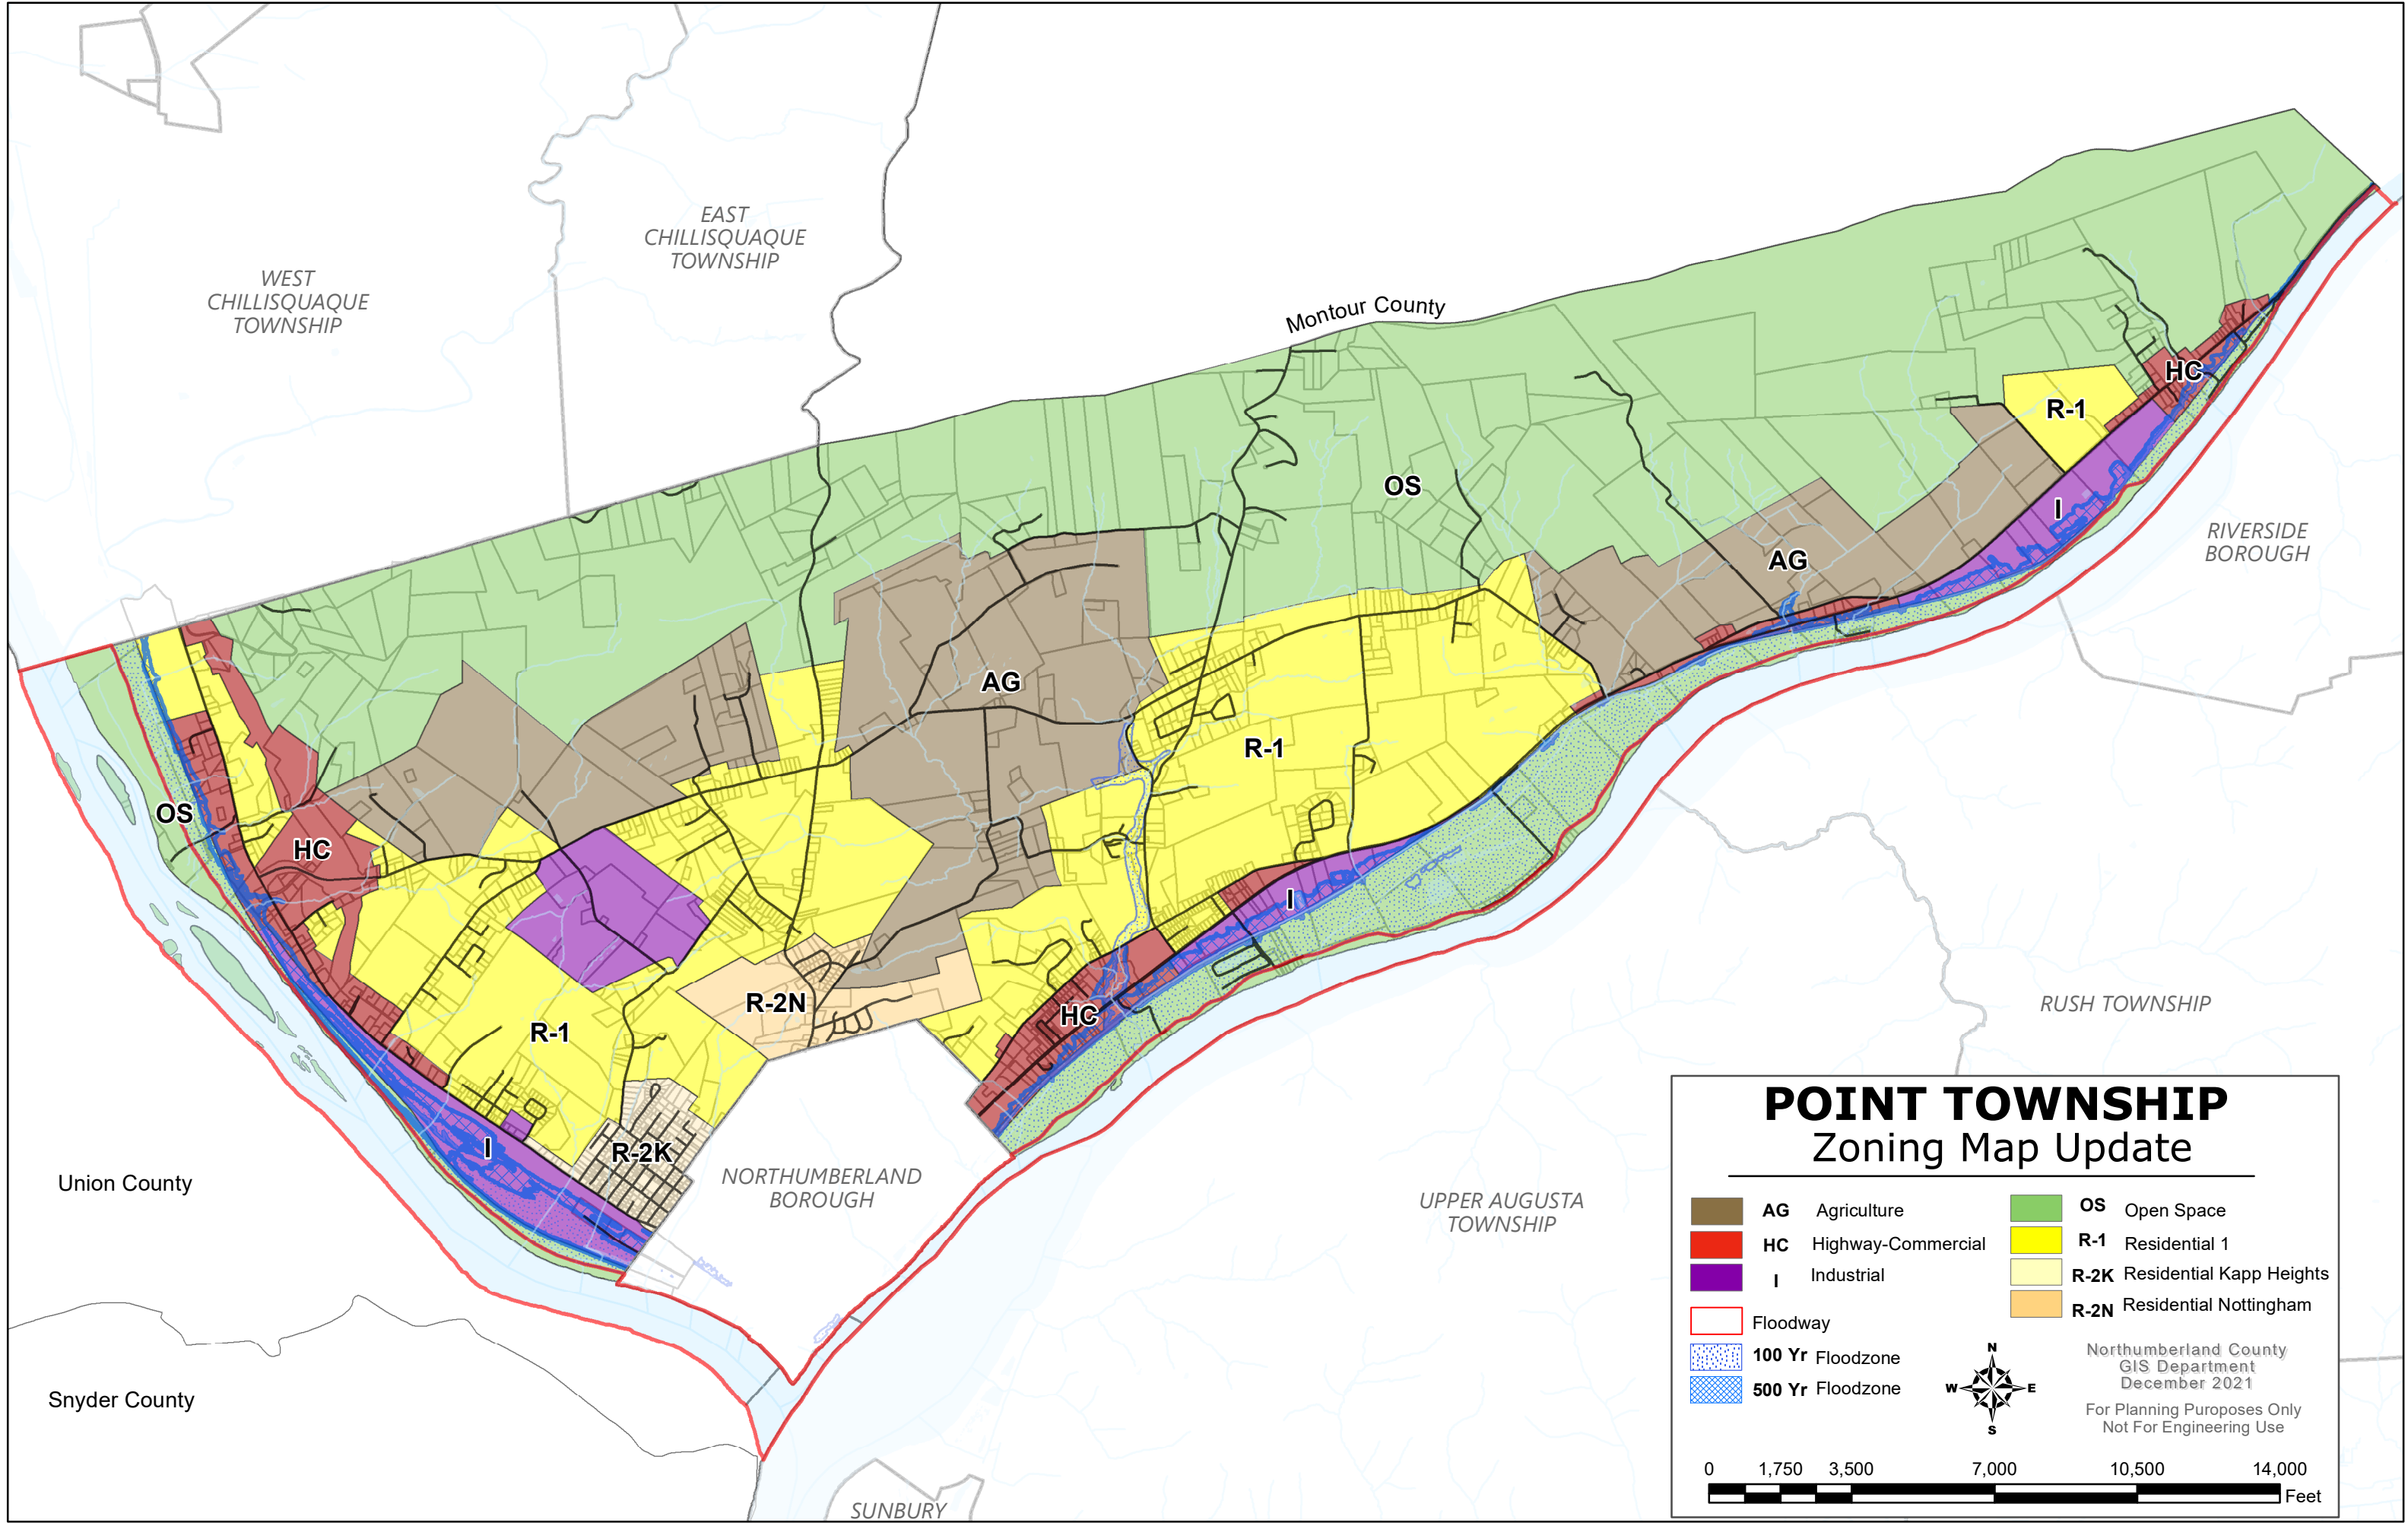 EAST
CHILLISQUAQUE
TOWNSHIP
WEST
CHILLISQUAQUE
TOWNSHIP
Montour County
HC
R-1
OS
I
RIVERSIDE
BOROUGH
AG
AG
R-1
OS
HC
I
R-2N
HC
R-1
RUSH TOWNSHIP
I
R-2K
Union County
NORTHUMBERLAND
BOROUGH
UPPER AUGUSTA
TOWNSHIP
Snyder County
SUNBURY
POINT TOWNSHIP
Zoning Map Update
AG Agriculture
HC Highway-Commercial
I Industrial
Floodway
100 Yr Floodzone
500 Yr Floodzone
OS Open Space
R-1 Residential 1
R-2K Residential Kapp Heights
R-2N Residential Nottingham
N
W E
S
Northumberland County
GIS Department
December 2021
For Planning Puroposes Only
Not For Engineering Use
0 1,750 3,500 7,000 10,500 14,000
Feet